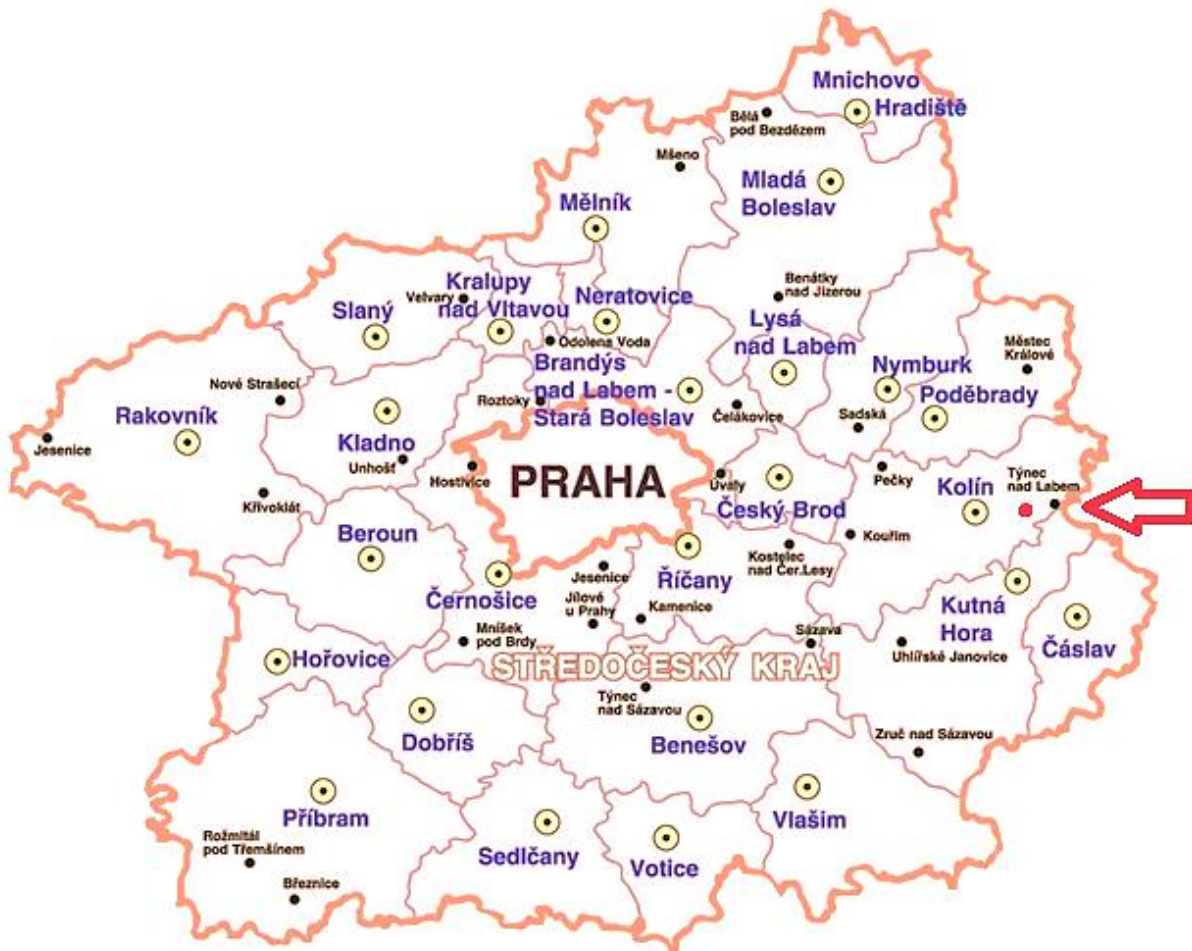 Mnichovo
Hradiště
Bělá
pod Bezdězem
Mšeno
Mladá
Boleslav
Mělník
Benátky
nad Jizerou
Kralupy
nad Vltavou
Velvary
Slaný
Neratovice
Odolena Voda
Lysá
nad Labem
Městec
Králové
Nymburk
Poděbrady
Brandýs
nad Labem -
Stará Boleslav
Roztoky
Čelákovice
Sadská
Nové Strašecí
Rakovník
Jesenice
Kladno
Unhošť
Hostivice
PRAHA
Úvaly
Český Brod
Pečky
Kolín
Týnec
nad Labem
Křivoklát
Beroun
Kouřim
Kostelec
nad Čer.Lesy
Říčany
Jesenice
Černošice
Jílové
u Prahy
Kamenice
Kutná
Hora
Čáslav
Mníšek
pod Brdy
Sázava
Uhlířské Janovice
Hořovice
STŘEDOČESKÝ KRAJ
Týnec
nad Sázavou
Dobříš
Benešov
Zruč nad Sázavou
Příbram
Vlašim
Rožmitál
pod Třemšínem
Sedlčany
Votice
Březnice